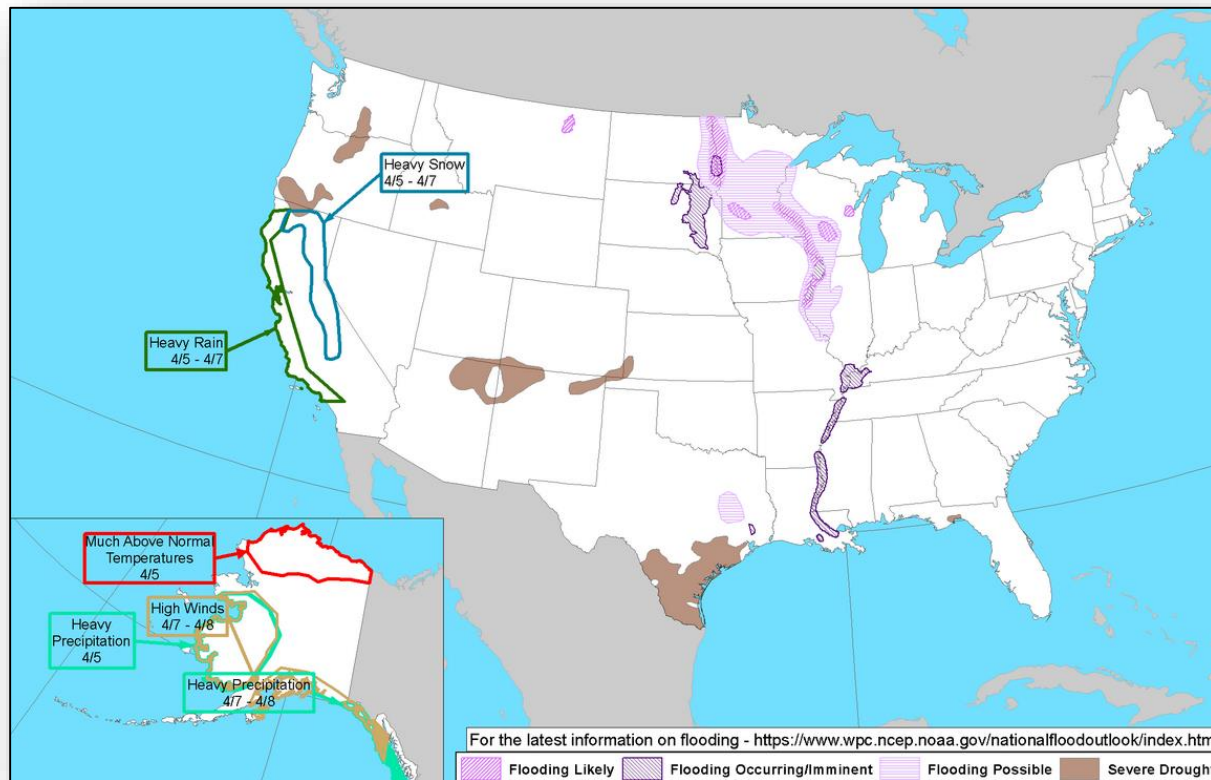 Heavy Snow
4/5 - 4/7
Heavy Rain
4/5 - 4/7
Much Above Normal
Temperatures
4/5
High Winds
4/7 - 4/8
Heavy
Precipitation
4/5
Heavy Precipitation
4/7 - 4/8
For the latest information on flooding - https://www.wpc.ncep.noaa.gov/nationalfloodoutlook/index.htm
Flooding Likely
Flooding Occurring/Imminent
Flooding Possible
Severe Drought